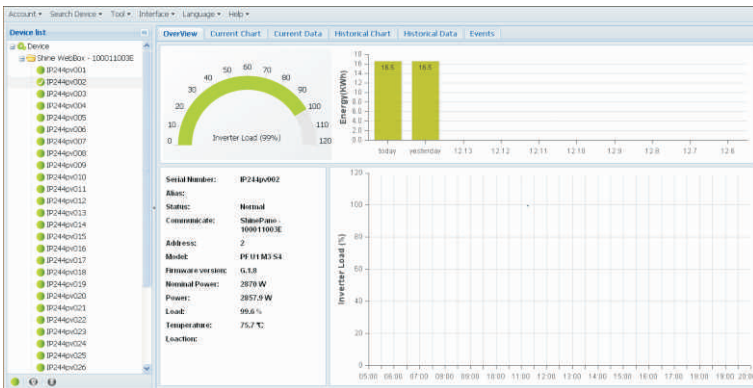 Account Search Device Tool Interface Language Help
Device list
Device
Shine WebBox - 100011003E
IP244pv001
IP244pv002
IP244pv003
IP244pv004
IP244pv005
IP244pv006
IP244pv007
IP244pv008
IP244pv009
IP244pv010
IP244pv011
IP244pv012
IP244pv013
IP244pv014
IP244pv015
IP244pv016
IP244pv017
IP244pv018
IP244pv019
IP244pv020
IP244pv021
IP244pv022
IP244pv023
IP244pv024
IP244pv025
IP244pv026
OverView Current Chart Current Data Historical Chart Historical Data Events
0 10 20 30 40 50 60 70 80 90 100 110 120
Inverter Load (99%)
Energy(KWh)
18
16
14
12
10
8.0
6.0
4.0
2.0
0.0
16.5 16.5
today yestenday 12.13 12.12 12.11 12.10 12.9 12.8 12.7 12.6
Serial Number: IP244pv002
Alias:
Status: Normal
Communicate: ShinePano -
100011003E
Address: 2
Model: PFU1 M3 S4
Firmware version: G.1.8
Nominal Power: 2870 W
Power: 2857.9 W
Load: 99.6 %
Temperature: 75.7 ℃
Loaction:
Inverter Load (%)
120
100
80
60
40
20
0
05:00 06:00 07:00 08:00 09:00 10:00 11:00 12:00 13:00 14:00 15:00 16:00 17:00 18:00 19:00 20:00